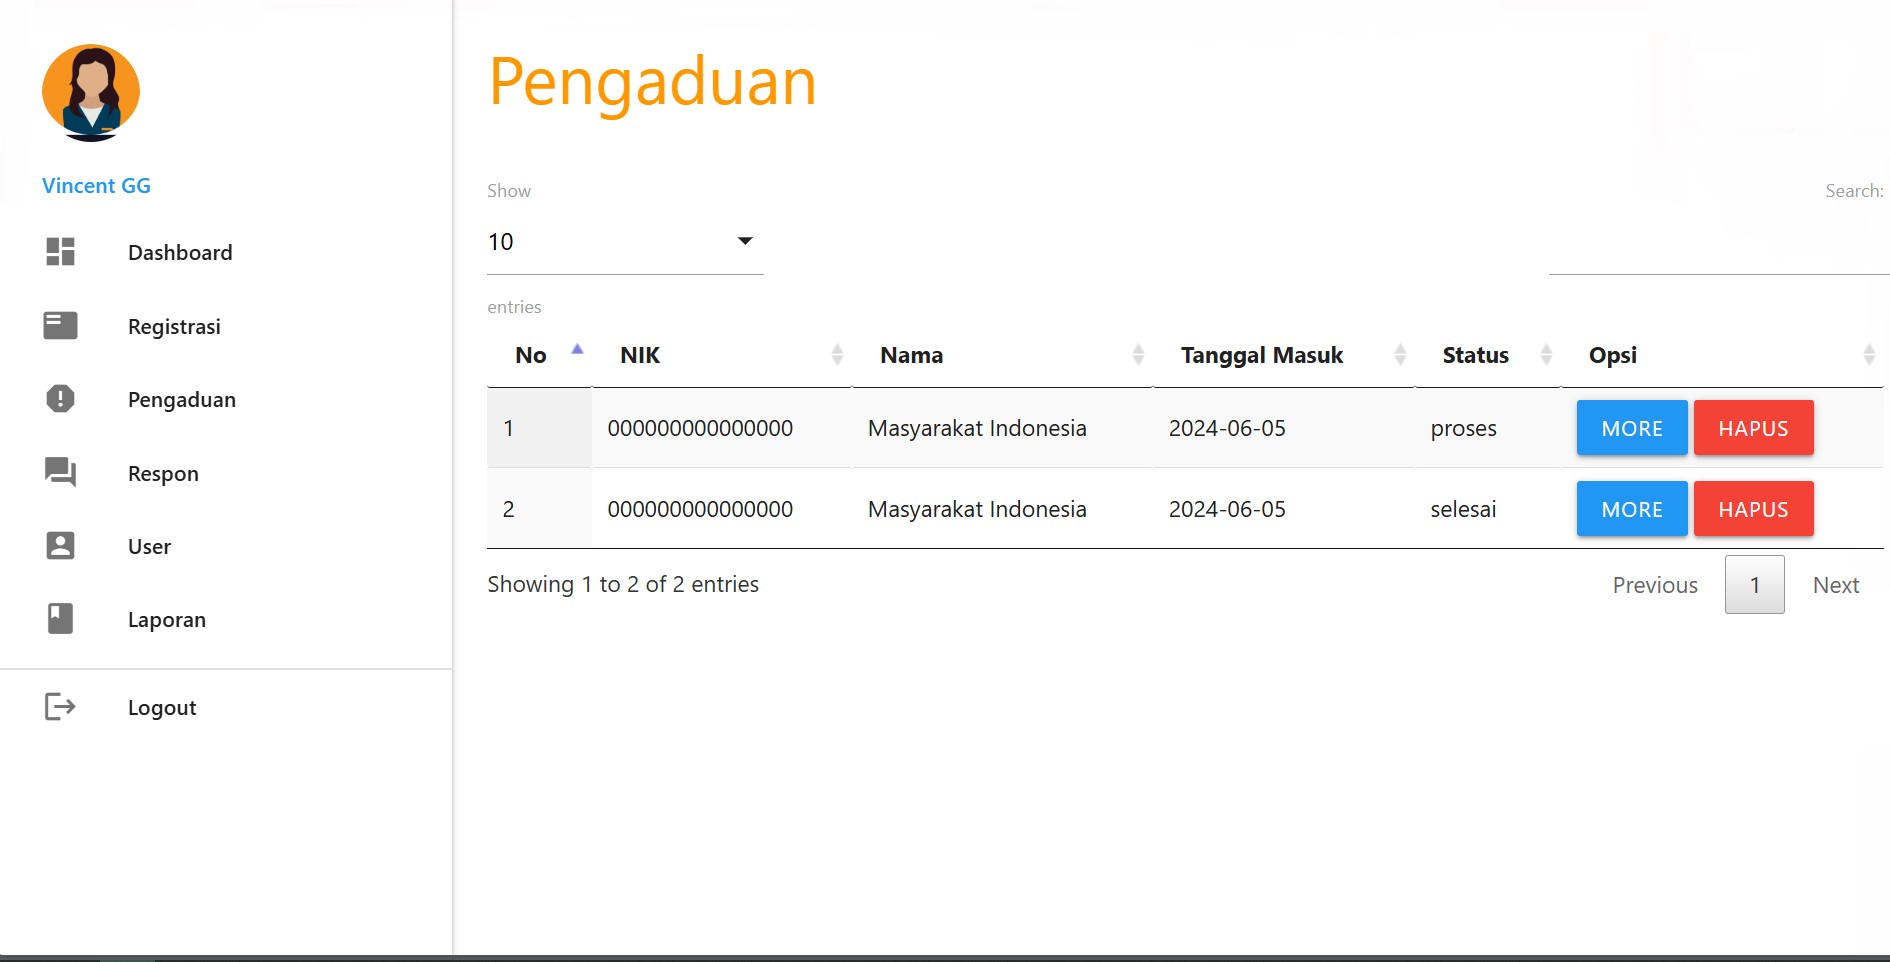 Vincent GG
Dashboard
Registrasi
Pengaduan
Respon
User
Laporan
Logout
Pengaduan
Show
10
entries
Search:
No NIK Nama Tanggal Masuk Status Opsi
1 000000000000000 Masyarakat Indonesia 2024-06-05 proses MORE HAPUS
2 000000000000000 Masyarakat Indonesia 2024-06-05 selesai MORE HAPUS
Showing 1 to 2 of 2 entries
Previous 1 Next